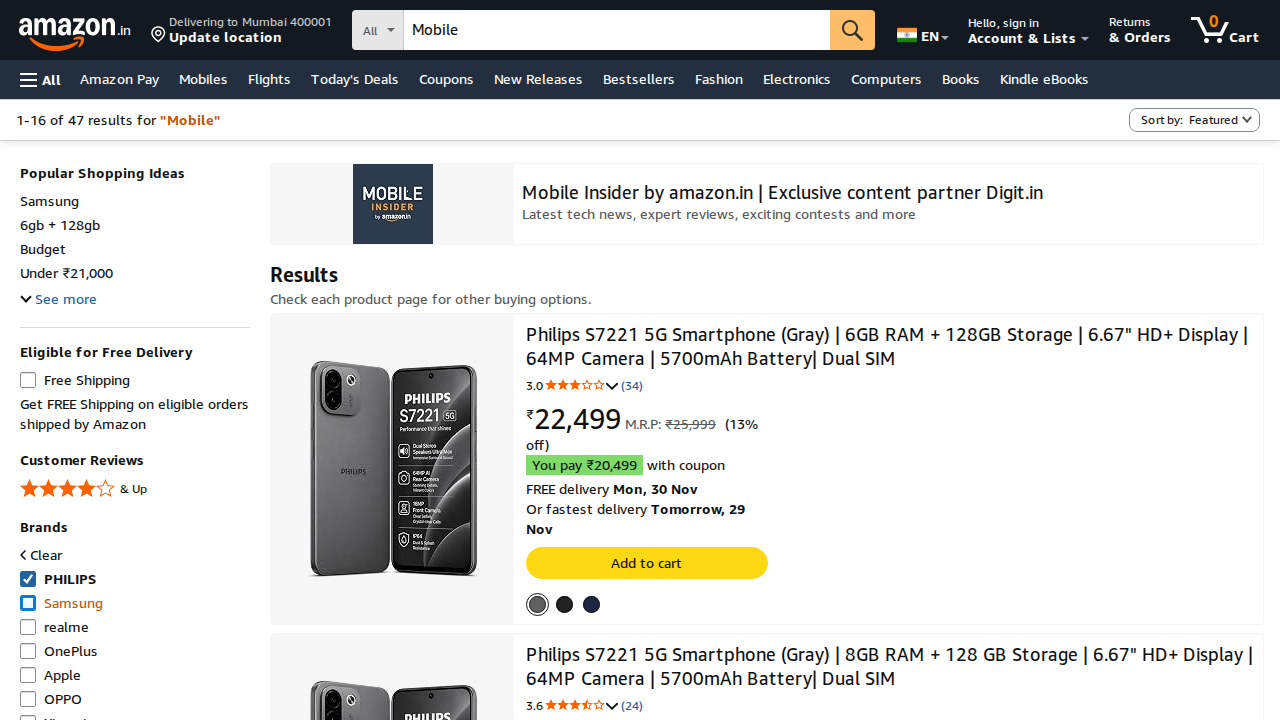 amazon.in
Delivering to Mumbai 400001
Update location
All
Mobile
EN
Hello, sign in
Account & Lists
Returns
& Orders
0
Cart
All
Amazon Pay
Mobiles
Flights
Today's Deals
Coupons
New Releases
Bestsellers
Fashion
Electronics
Computers
Books
Kindle eBooks
1-16 of 47 results for "Mobile"
Sort by: Featured
Popular Shopping Ideas
Samsung
6gb + 128gb
Budget
Under ₹21,000
See more
Eligible for Free Delivery
Free Shipping
Get FREE Shipping on eligible orders
shipped by Amazon
Customer Reviews
& Up
Brands
Clear
PHILIPS
Samsung
realme
OnePlus
Apple
OPPO
MOBILE
INSIDER
by amazon.in
Mobile Insider by amazon.in | Exclusive content partner Digit.in
Latest tech news, expert reviews, exciting contests and more
Results
Check each product page for other buying options.
PHILIPS
PHILIPS
S7221 5G
Performance that shines
Philips S7221 5G Smartphone (Gray) | 6GB RAM + 128GB Storage | 6.67" HD+ Display |
64MP Camera | 5700mAh Battery| Dual SIM
3.0 (34)
₹22,499 M.R.P: ₹25,999 (13%
off)
You pay ₹20,499 with coupon
FREE delivery Mon, 30 Nov
Or fastest delivery Tomorrow, 29
Nov
Add to cart
Philips S7221 5G Smartphone (Gray) | 8GB RAM + 128 GB Storage | 6.67" HD+ Display |
64MP Camera | 5700mAh Battery| Dual SIM
3.6 (24)
PHILIPS